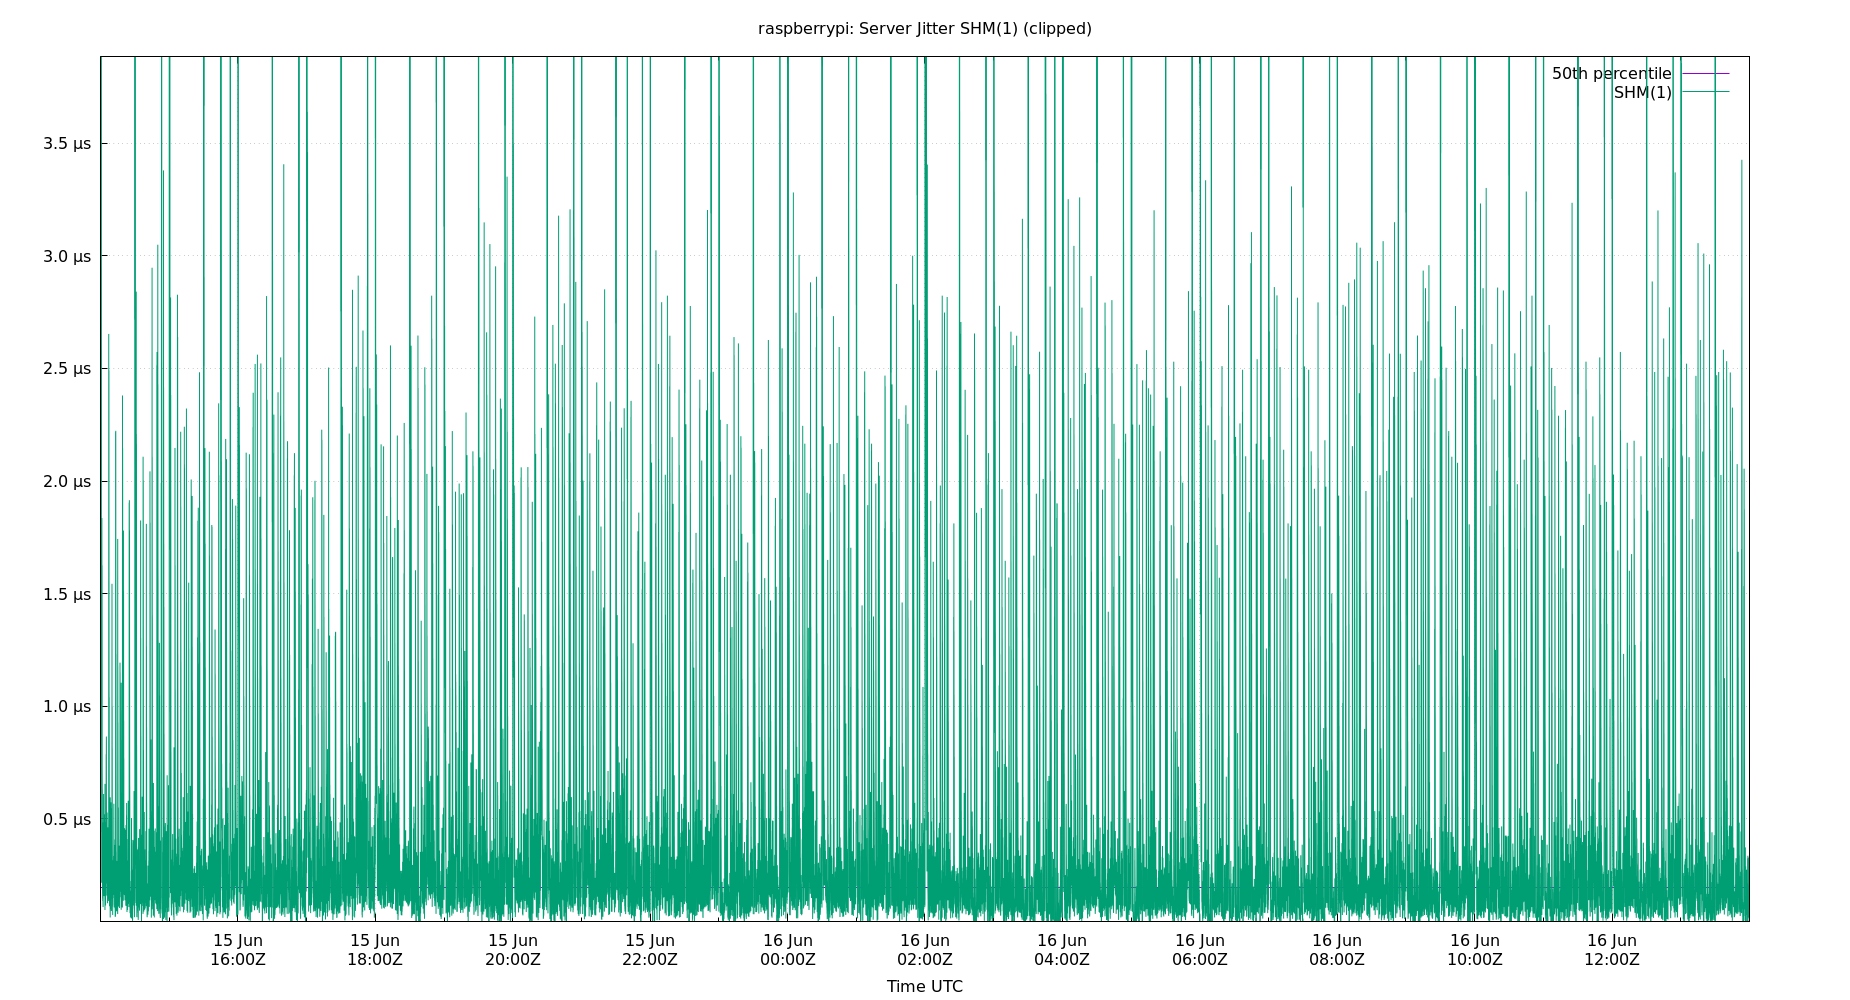 raspberrypi: Server Jitter SHM(1) (clipped)
50th percentile
SHM(1)
3.5 µs
3.0 µs
2.5 µs
2.0 µs
1.5 µs
1.0 µs
0.5 µs
15 Jun 15 Jun 15 Jun 15 Jun 16 Jun 16 Jun 16 Jun 16 Jun 16 Jun 16 Jun 16 Jun
16:00Z 18:00Z 20:00Z 22:00Z 00:00Z 02:00Z 04:00Z 06:00Z 08:00Z 10:00Z 12:00Z
Time UTC